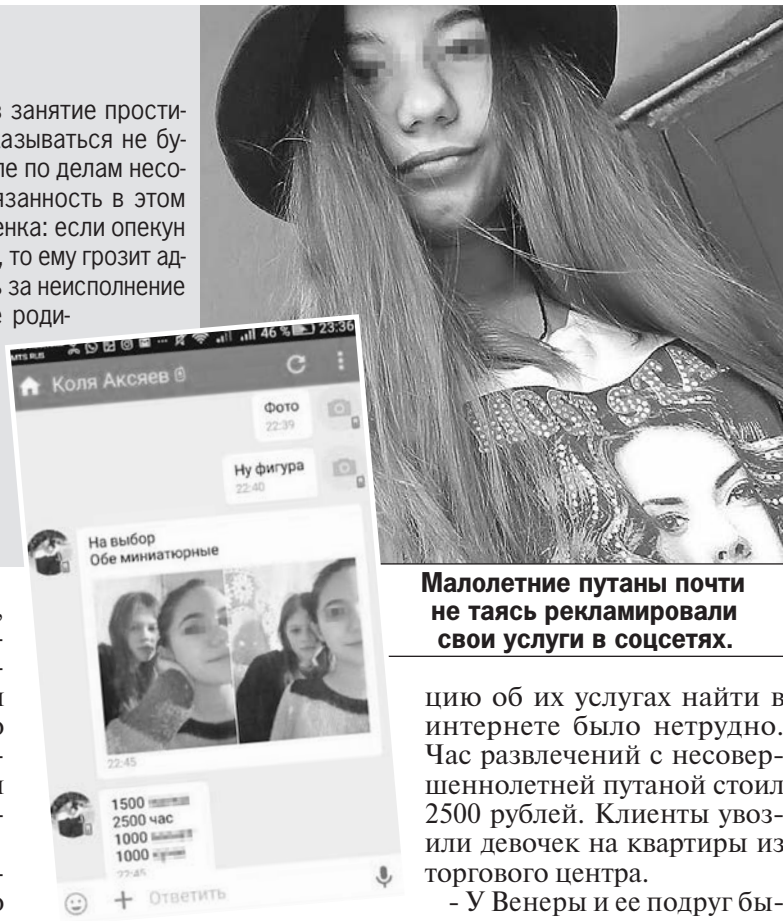 в занятие прости-
казываться не бу-
ле по делам несо-
язанность в этом
енка: если опекун
, то ему грозит ад-
ь за неисполнение
е роди-
MTS RUS 46 % 23:36
Коля Аксяев
Фото
22:39
Ну фигура
22:40
На выбор
Обе миниатюрные
22:45
1500
2500 час
1000
1000
22:45
Ответить
Малолетние путаны почти
не таясь рекламировали
свои услуги в соцсетях.
цию об их услугах найти в
интернете было нетрудно.
Час развлечений с несовер-
шеннолетней путаной стоил
2500 рублей. Клиенты увоз-
или девочек на квартиры из
торгового центра.
- У Венеры и ее подруг бы-